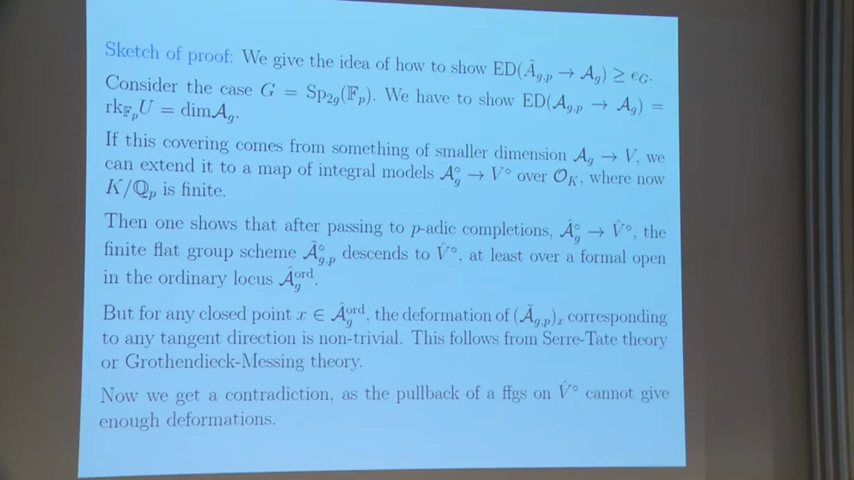 Sketch of proof: We give the idea of how to show ED(Ã_{g,p} → 𝒜_g) ≥ e_G.
Consider the case G = Sp_{2g}(𝔽_p). We have to show ED(𝒜_{g,p} → 𝒜_g) =
rk_{𝔽_p}U = dim𝒜_g.
If this covering comes from something of smaller dimension 𝒜_g → V, we
can extend it to a map of integral models 𝒜°_g → V° over 𝒪_K, where now
K/ℚ_p is finite.
Then one shows that after passing to p-adic completions, 𝒜̂°_g → V̂°, the
finite flat group scheme 𝒜̃°_{g,p} descends to V̂°, at least over a formal open
in the ordinary locus 𝒜̂^{ord}_g.
But for any closed point x ∈ 𝒜̂^{ord}_g, the deformation of (𝒜̃_{g,p})_x corresponding
to any tangent direction is non-trivial. This follows from Serre-Tate theory
or Grothendieck-Messing theory.
Now we get a contradiction, as the pullback of a ffgs on V̂° cannot give
enough deformations.